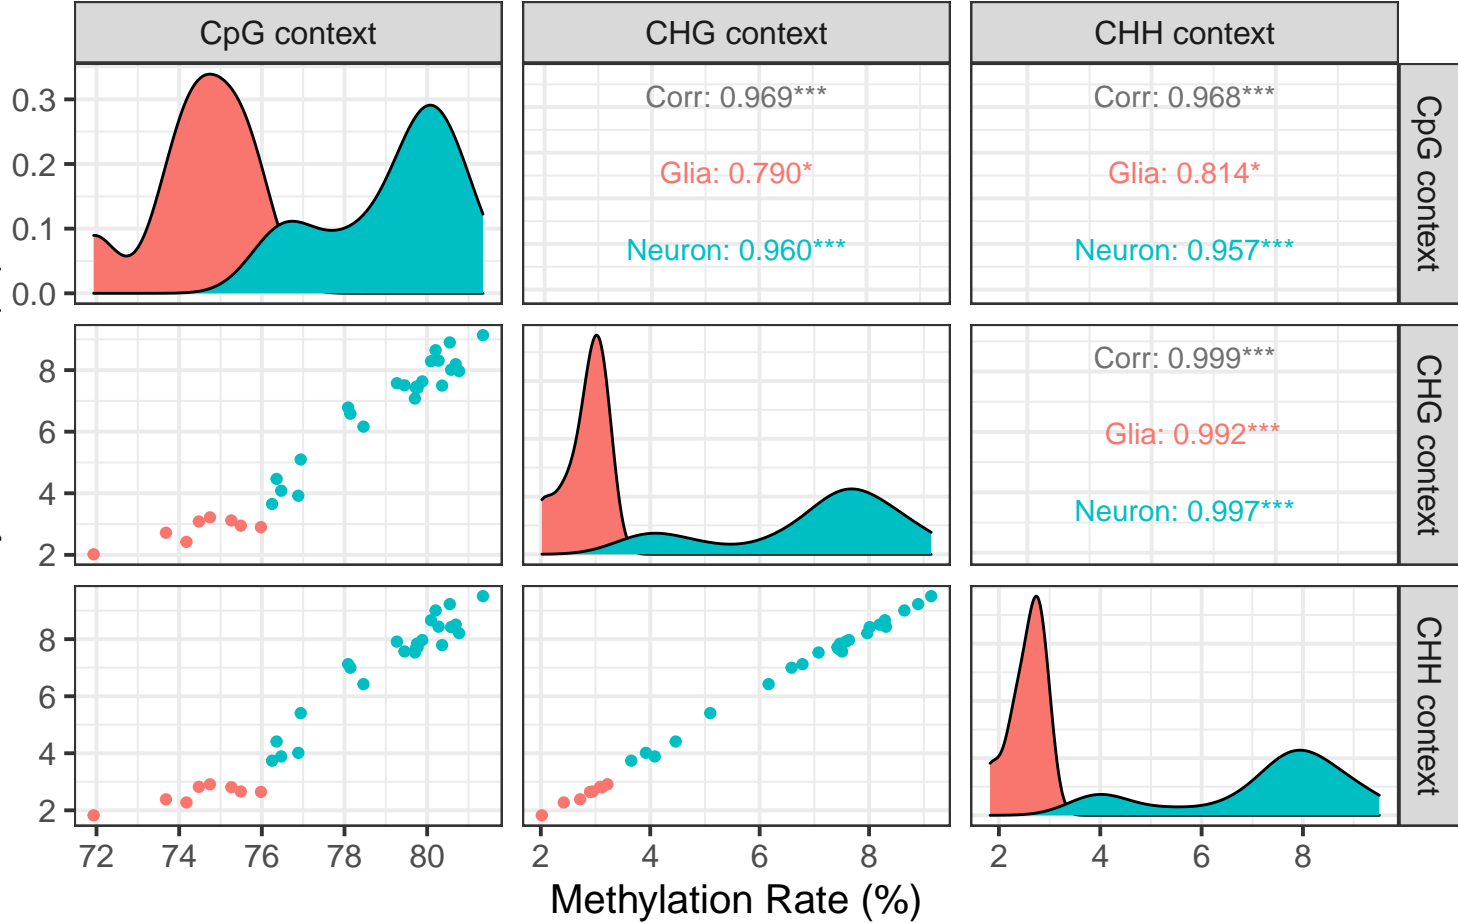 CpG context CHG context CHH context
0.3
0.2
0.1
0.0
Corr: 0.969***
Glia: 0.790*
Neuron: 0.960***
Corr: 0.968***
Glia: 0.814*
Neuron: 0.957***
CpG context
8
6
4
2
Corr: 0.999***
Glia: 0.992***
Neuron: 0.997***
CHG context
8
6
4
2
CHH context
72 74 76 78 80 2 4 6 8 2 4 6 8
Methylation Rate (%)